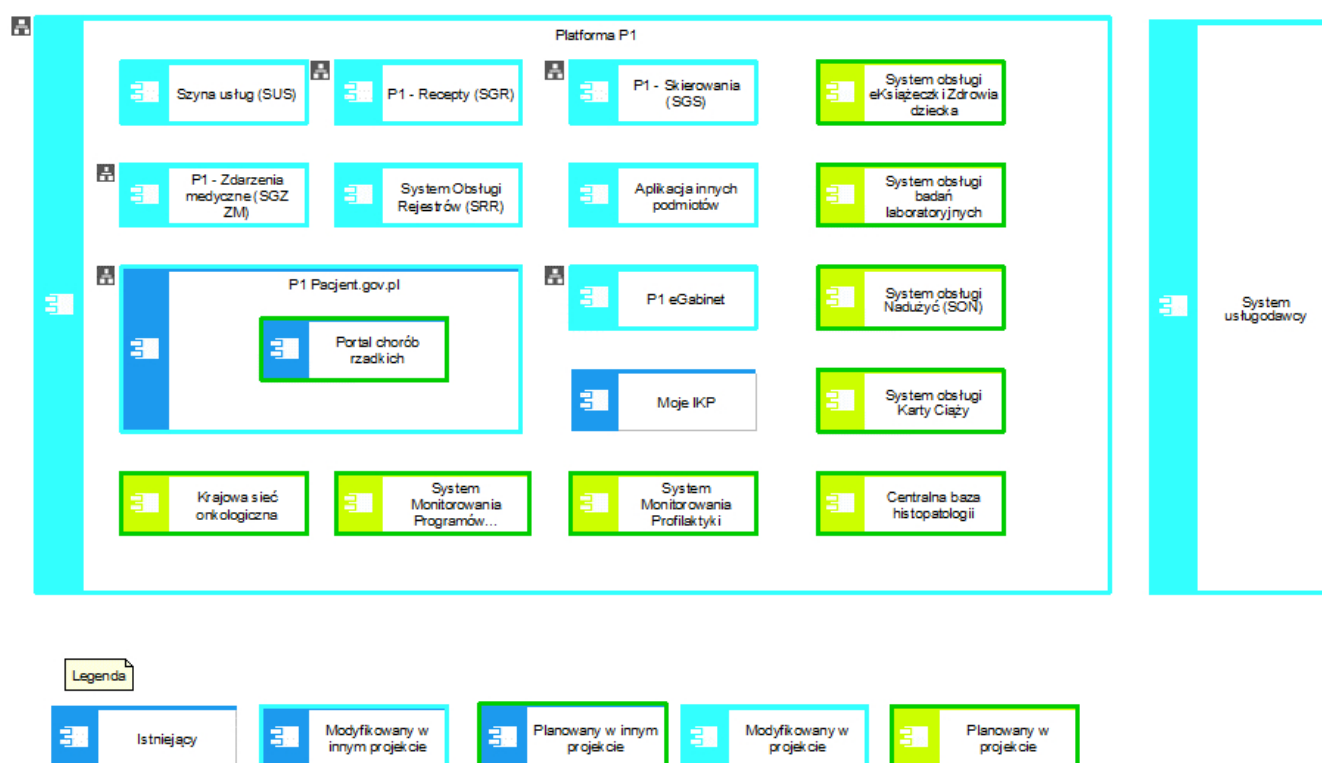 Platforma P1
Szyna usług (SUS)
P1 - Recepty (SGR)
P1 - Skierowania
(SGS)
System obsługi
eKsiążeczki Zdrowia
dziecka
P1 - Zdarzenia
medyczne (SGZ
ZM)
System Obsługi
Rejestrów (SRR)
Aplikacja innych
podmiotów
System obsługi
badań
laboratoryjnych
P1 Pacjent.gov.pl
Portal chorób
rzadkich
P1 eGabinet
System obsługi
Nadużyć (SON)
System
usługodawcy
Moje IKP
System obsługi
Karty Ciąży
Krajowa sieć
onkologiczna
System
Monitorowania
Programów...
System
Monitorowania
Profilaktyki
Centralna baza
histopatologii
Legenda
Istniejący
Modyfikowany w
innym projekcie
Planowany w innym
projekcie
Modyfikowany w
projekcie
Planowany w
projekcie